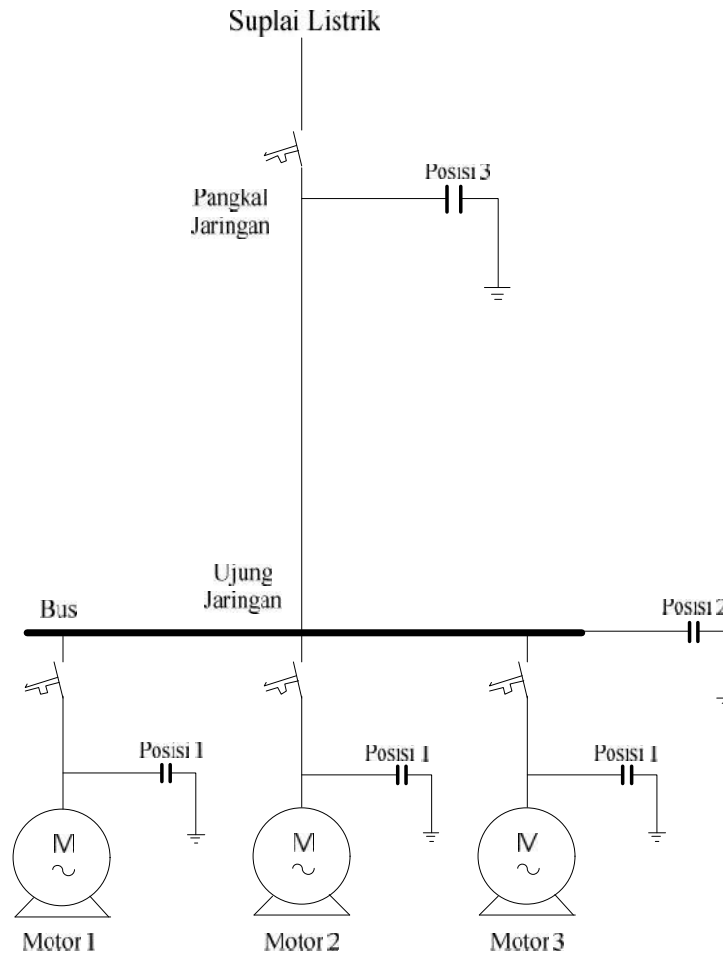 Suplai Listrik
Posisi 3
Pangkal
Jaringan
Ujung
Jaringan
Bus
Posisi 2
Posisi 1
Posisi 1
Posisi 1
M
M
M
Motor 1
Motor 2
Motor 3